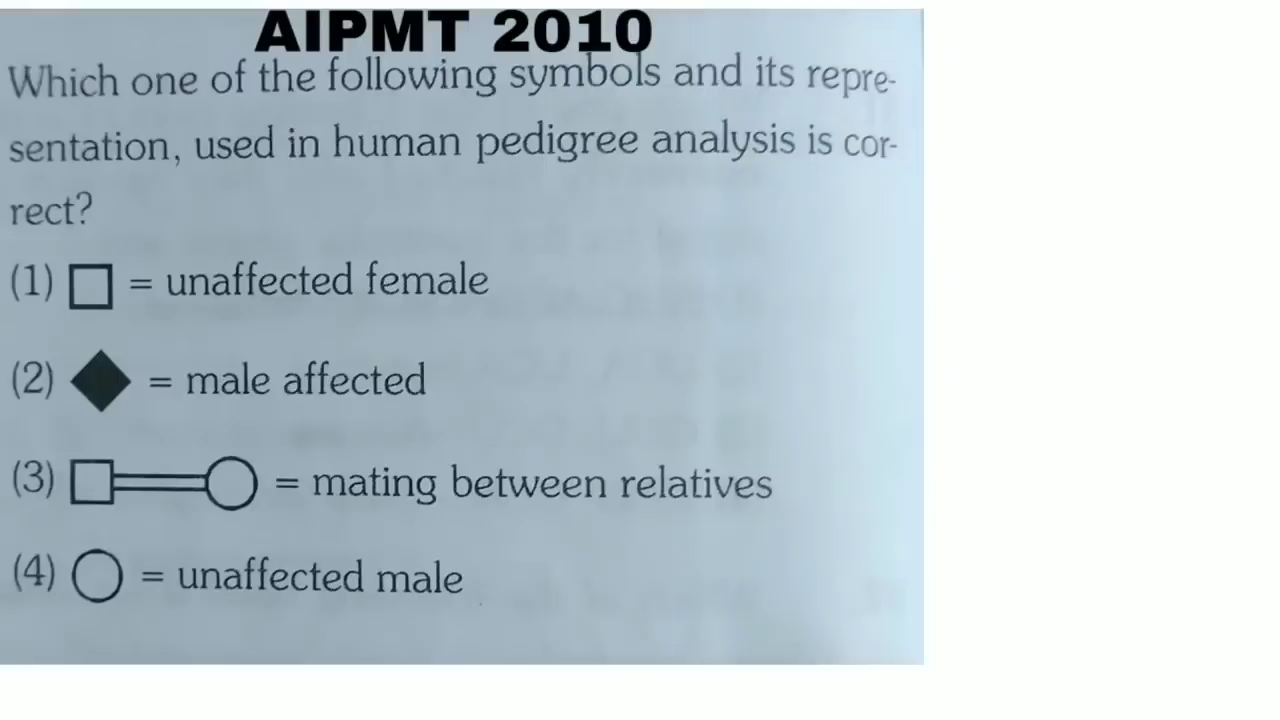 AIPMT 2010
Which one of the following symbols and its repre-
sentation, used in human pedigree analysis is cor-
rect?
(1) □ = unaffected female
(2) ◆ = male affected
(3) □═○ = mating between relatives
(4) ○ = unaffected male